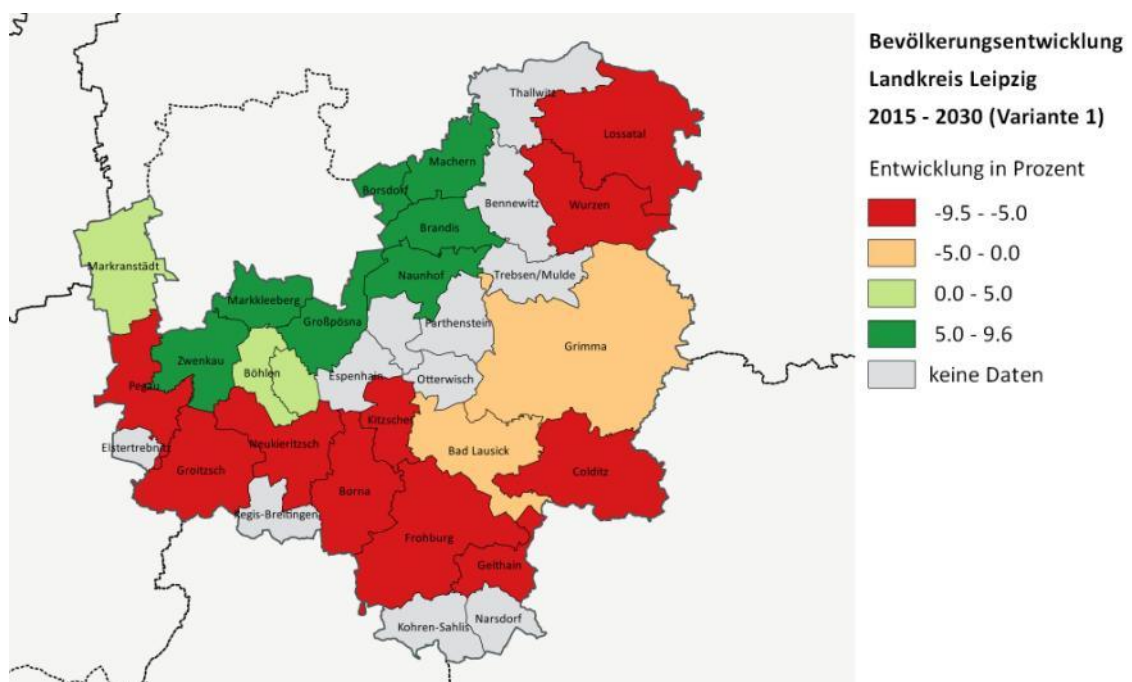 Bevölkerungsentwicklung
Landkreis Leipzig
2015 - 2030 (Variante 1)
Entwicklung in Prozent
-9.5 - -5.0
-5.0 - 0.0
0.0 - 5.0
5.0 - 9.6
keine Daten
Thallwitz
Lossatal
Machern
Borsdorf
Bennewitz
Wurzen
Brandis
Markranstädt
Naunhof
Trebsen/Mulde
Markkleeberg
Großpösna
Parthenstein
Grimma
Zwenkau
Böhlen
Espenhain
Otterwisch
Pegau
Kitzscher
Elstertrebnitz
Neukieritzsch
Bad Lausick
Groitzsch
Colditz
Borna
Regis-Breitingen
Frohburg
Geithain
Kohren-Sahlis
Narsdorf